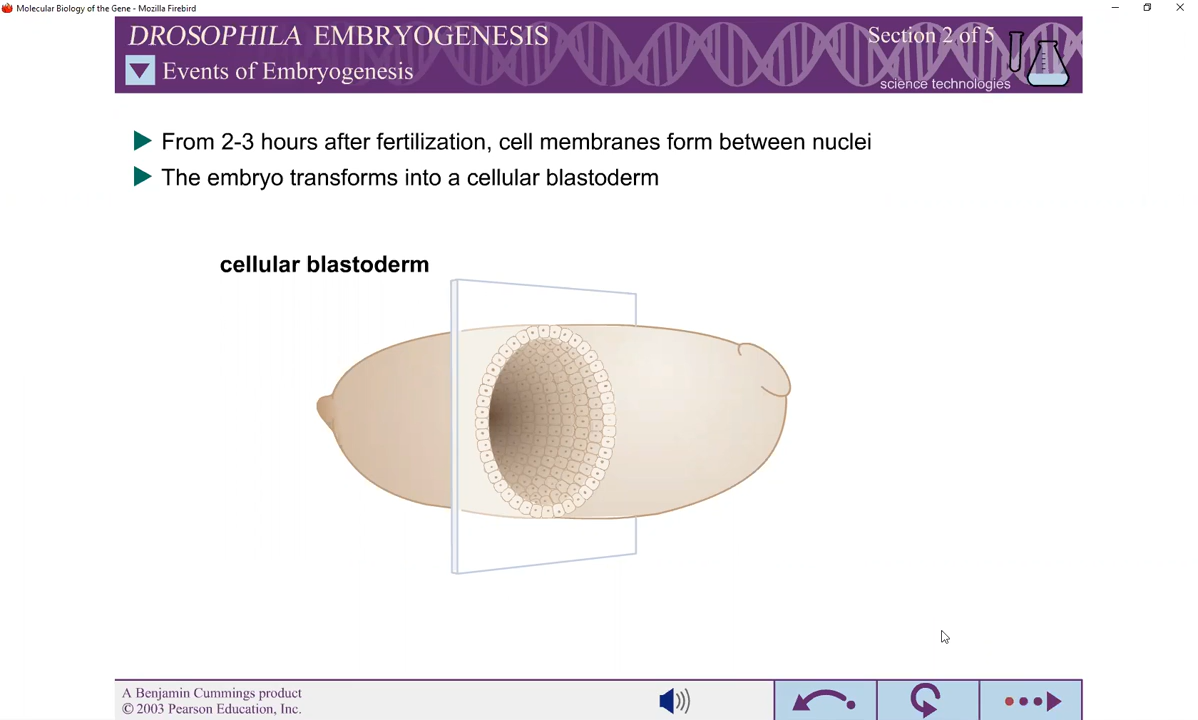 Molecular Biology of the Gene - Mozilla Firebird
DROSOPHILA EMBRYOGENESIS
Section 2 of 5
Events of Embryogenesis
science technologies
From 2-3 hours after fertilization, cell membranes form between nuclei
The embryo transforms into a cellular blastoderm
cellular blastoderm
A Benjamin Cummings product
© 2003 Pearson Education, Inc.